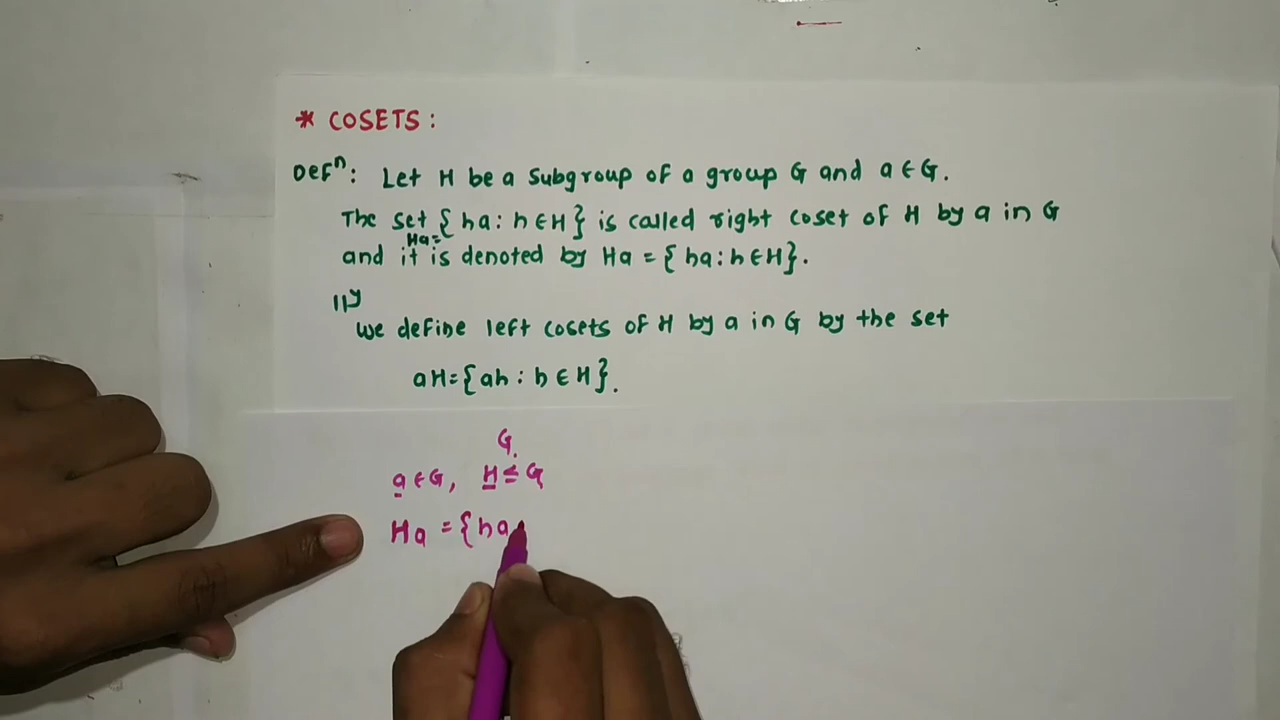 * COSETS:
Defⁿ: Let H be a subgroup of a group G and a ∈ G.
The set {ha : h ∈ H} is called right coset of H by a in G
Ha=
and it is denoted by Ha = {ha : h ∈ H}.
||ly
We define left cosets of H by a in G by the set
aH = {ah : h ∈ H}.
G.
a ∈ G, H ≤ G
Ha = {ha